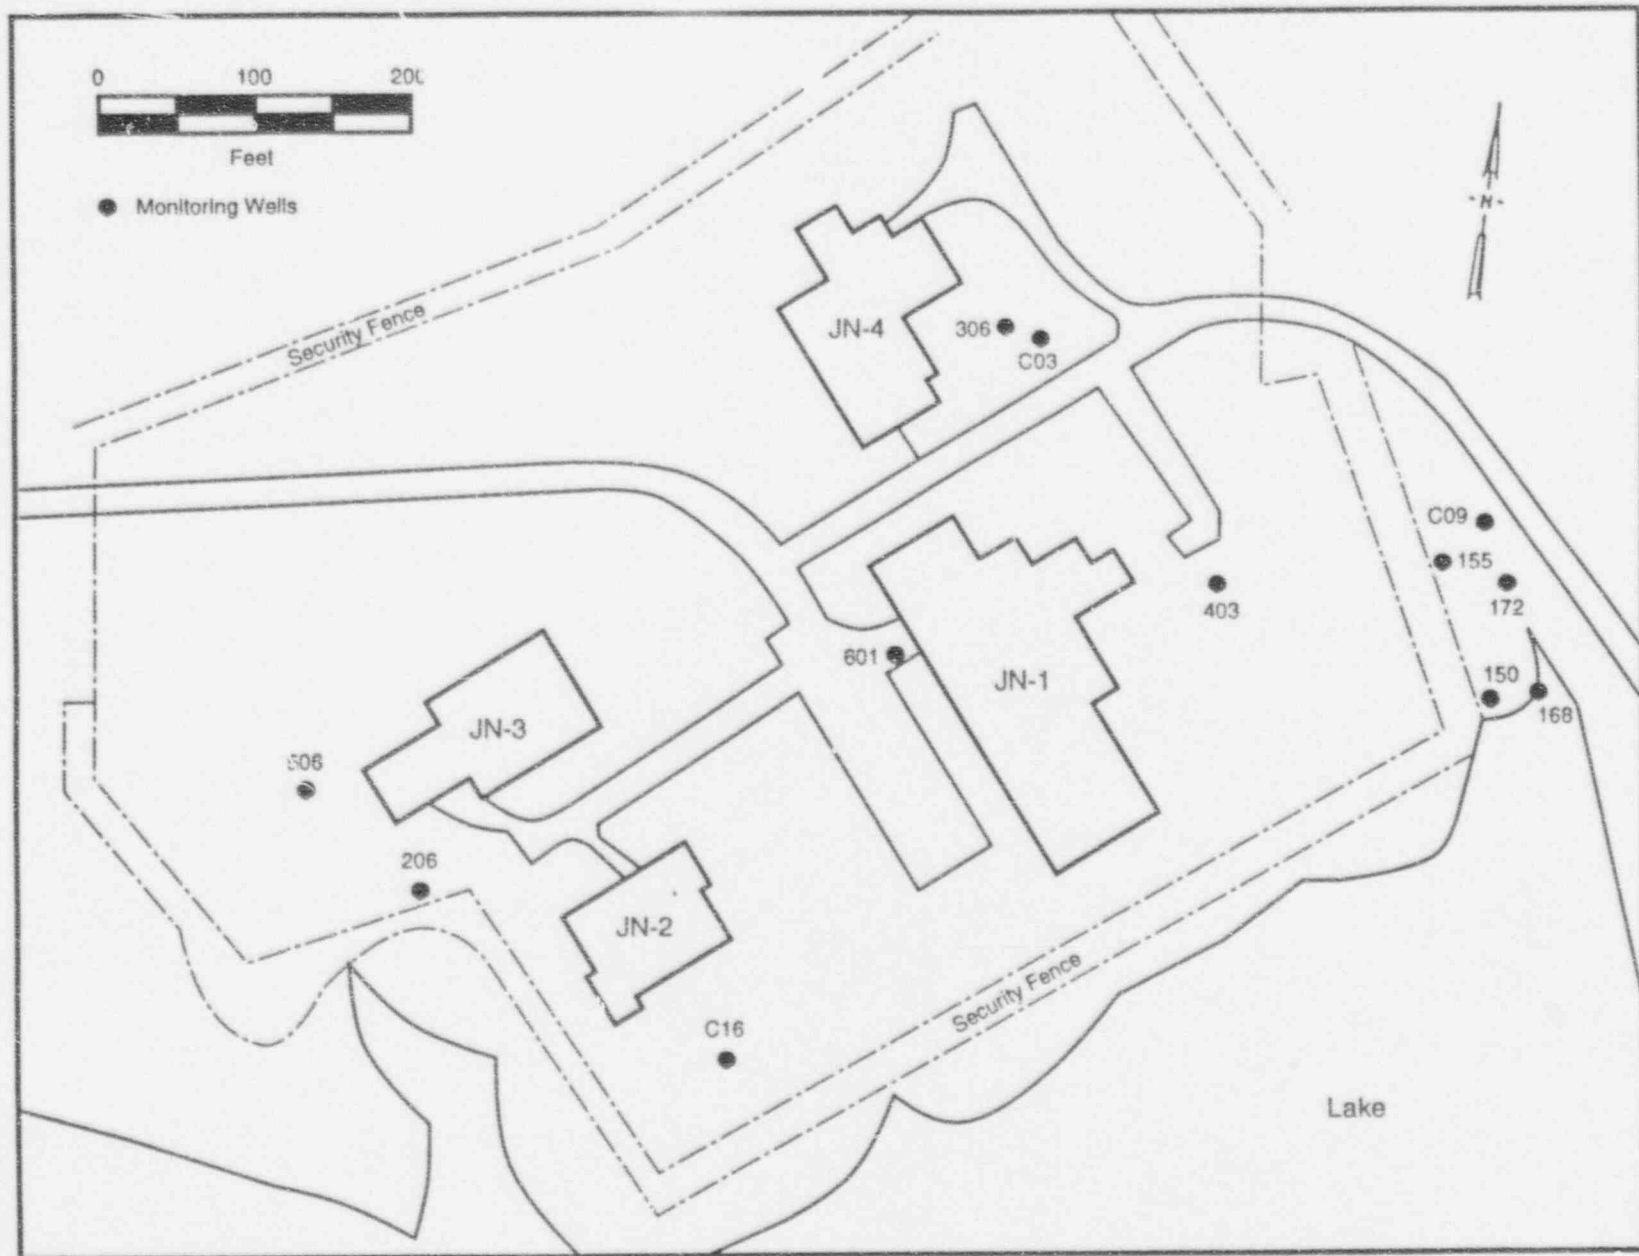 0 100 200
Feet
Monitoring Wells
N
Security Fence
JN-4
306
C03
C09
155
172
403
601
JN-1
150
168
JN-3
506
206
JN-2
C16
Security Fence
Lake